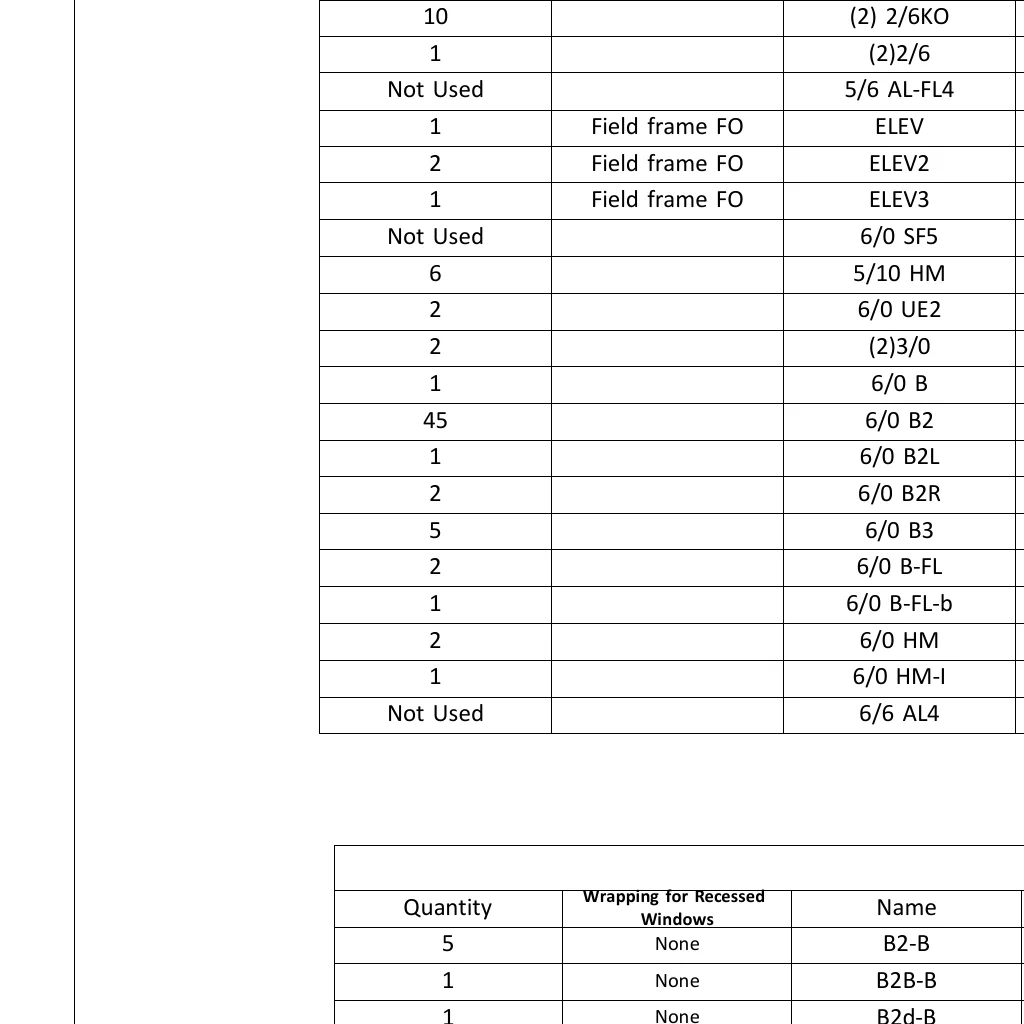 10 (2) 2/6KO
1 (2)2/6
Not Used 5/6 AL-FL4
1 Field frame FO ELEV
2 Field frame FO ELEV2
1 Field frame FO ELEV3
Not Used 6/0 SF5
6 5/10 HM
2 6/0 UE2
2 (2)3/0
1 6/0 B
45 6/0 B2
1 6/0 B2L
2 6/0 B2R
5 6/0 B3
2 6/0 B-FL
1 6/0 B-FL-b
2 6/0 HM
1 6/0 HM-I
Not Used 6/6 AL4
Quantity Wrapping for Recessed Windows Name
5 None B2-B
1 None B2B-B
1 None B2d-B